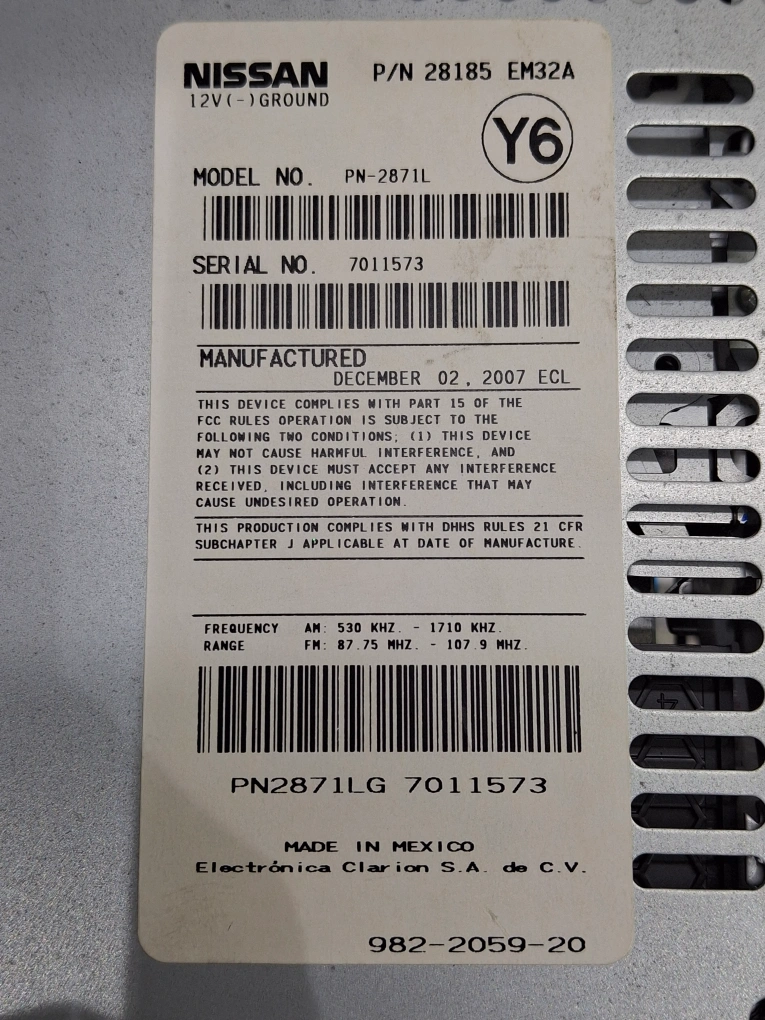 NISSAN P/N 28185 EM32A
12V(-)GROUND
Y6
MODEL NO. PN-2871L
SERIAL NO. 7011573
MANUFACTURED
DECEMBER 02, 2007 ECL
THIS DEVICE COMPLIES WITH PART 15 OF THE
FCC RULES OPERATION IS SUBJECT TO THE
FOLLOWING TWO CONDITIONS; (1) THIS DEVICE
MAY NOT CAUSE HARMFUL INTERFERENCE, AND
(2) THIS DEVICE MUST ACCEPT ANY INTERFERENCE
RECEIVED, INCLUDING INTERFERENCE THAT MAY
CAUSE UNDESIRED OPERATION.
THIS PRODUCTION COMPLIES WITH DHHS RULES 21 CFR
SUBCHAPTER J APPLICABLE AT DATE OF MANUFACTURE.
FREQUENCY AM: 530 KHZ. - 1710 KHZ.
RANGE FM: 87.75 MHZ. - 107.9 MHZ.
PN2871LG 7011573
MADE IN MEXICO
Electrónica Clarion S.A. de C.V.
982-2059-20